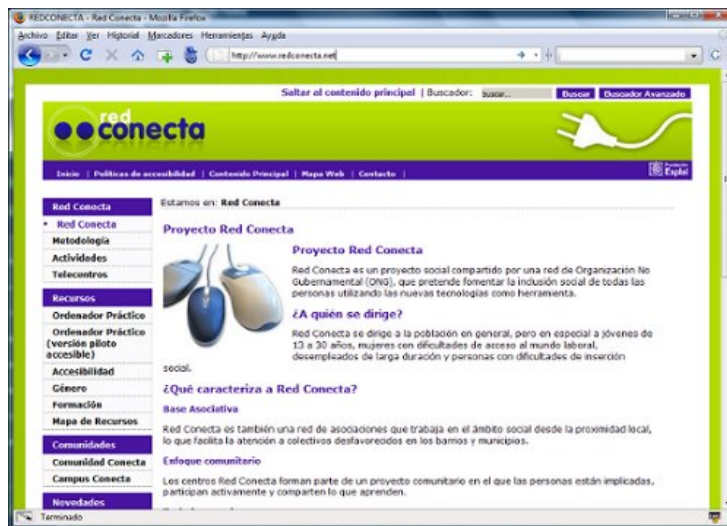 REDCONECTA - Red Conecta - Mozilla Firefox
Archivo Editar Ver Historial Marcadores Herramientas Ayuda
http://www.redconecta.net
Saltar al contenido principal | Buscador: buscar... Buscar Buscador Avanzado
red
conecta
Inicio | Políticas de accesibilidad | Contenido Principal | Mapa Web | Contacto |
Fundación
Esplai
Red Conecta
Red Conecta
Metodología
Actividades
Telecentros
Recursos
Ordenador Práctico
Ordenador Práctico
(versión piloto
accesible)
Accesibilidad
Género
Formación
Mapa de Recursos
Comunidades
Comunidad Conecta
Campus Conecta
Novedades
Estamos en: Red Conecta
Proyecto Red Conecta
Proyecto Red Conecta
Red Conecta es un proyecto social compartido por una red de Organización No
Gubernamental (ONG), que pretende fomentar la inclusión social de todas las
personas utilizando las nuevas tecnologías como herramienta.
¿A quién se dirige?
Red Conecta se dirige a la población en general, pero en especial a jóvenes de
13 a 30 años, mujeres con dificultades de acceso al mundo laboral,
desempleados de larga duración y personas con dificultades de inserción
social.
¿Qué caracteriza a Red Conecta?
Base Asociativa
Red Conecta es también una red de asociaciones que trabaja en el ámbito social desde la proximidad local,
lo que facilita la atención a colectivos desfavorecidos en los barrios y municipios.
Enfoque comunitario
Los centros Red Conecta forman parte de un proyecto comunitario en el que las personas están implicadas,
participan activamente y comparten lo que aprenden.
Terminado